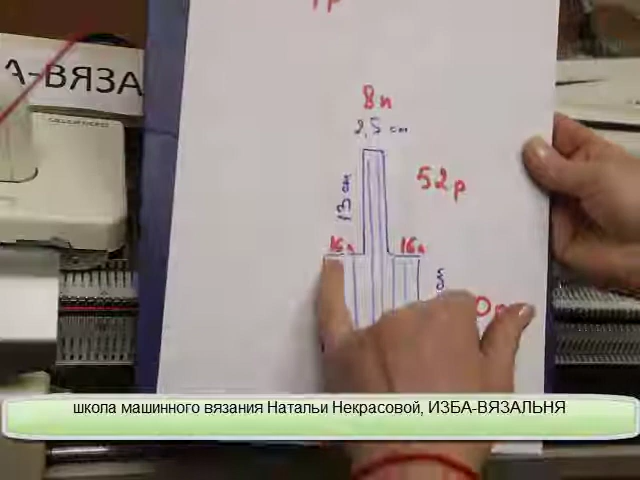 А-ВЯЗА
8п
2,5 см
52р
13 см
16п 16п
школа машинного вязания Натальи Некрасовой, ИЗБА-ВЯЗАЛЬНЯ